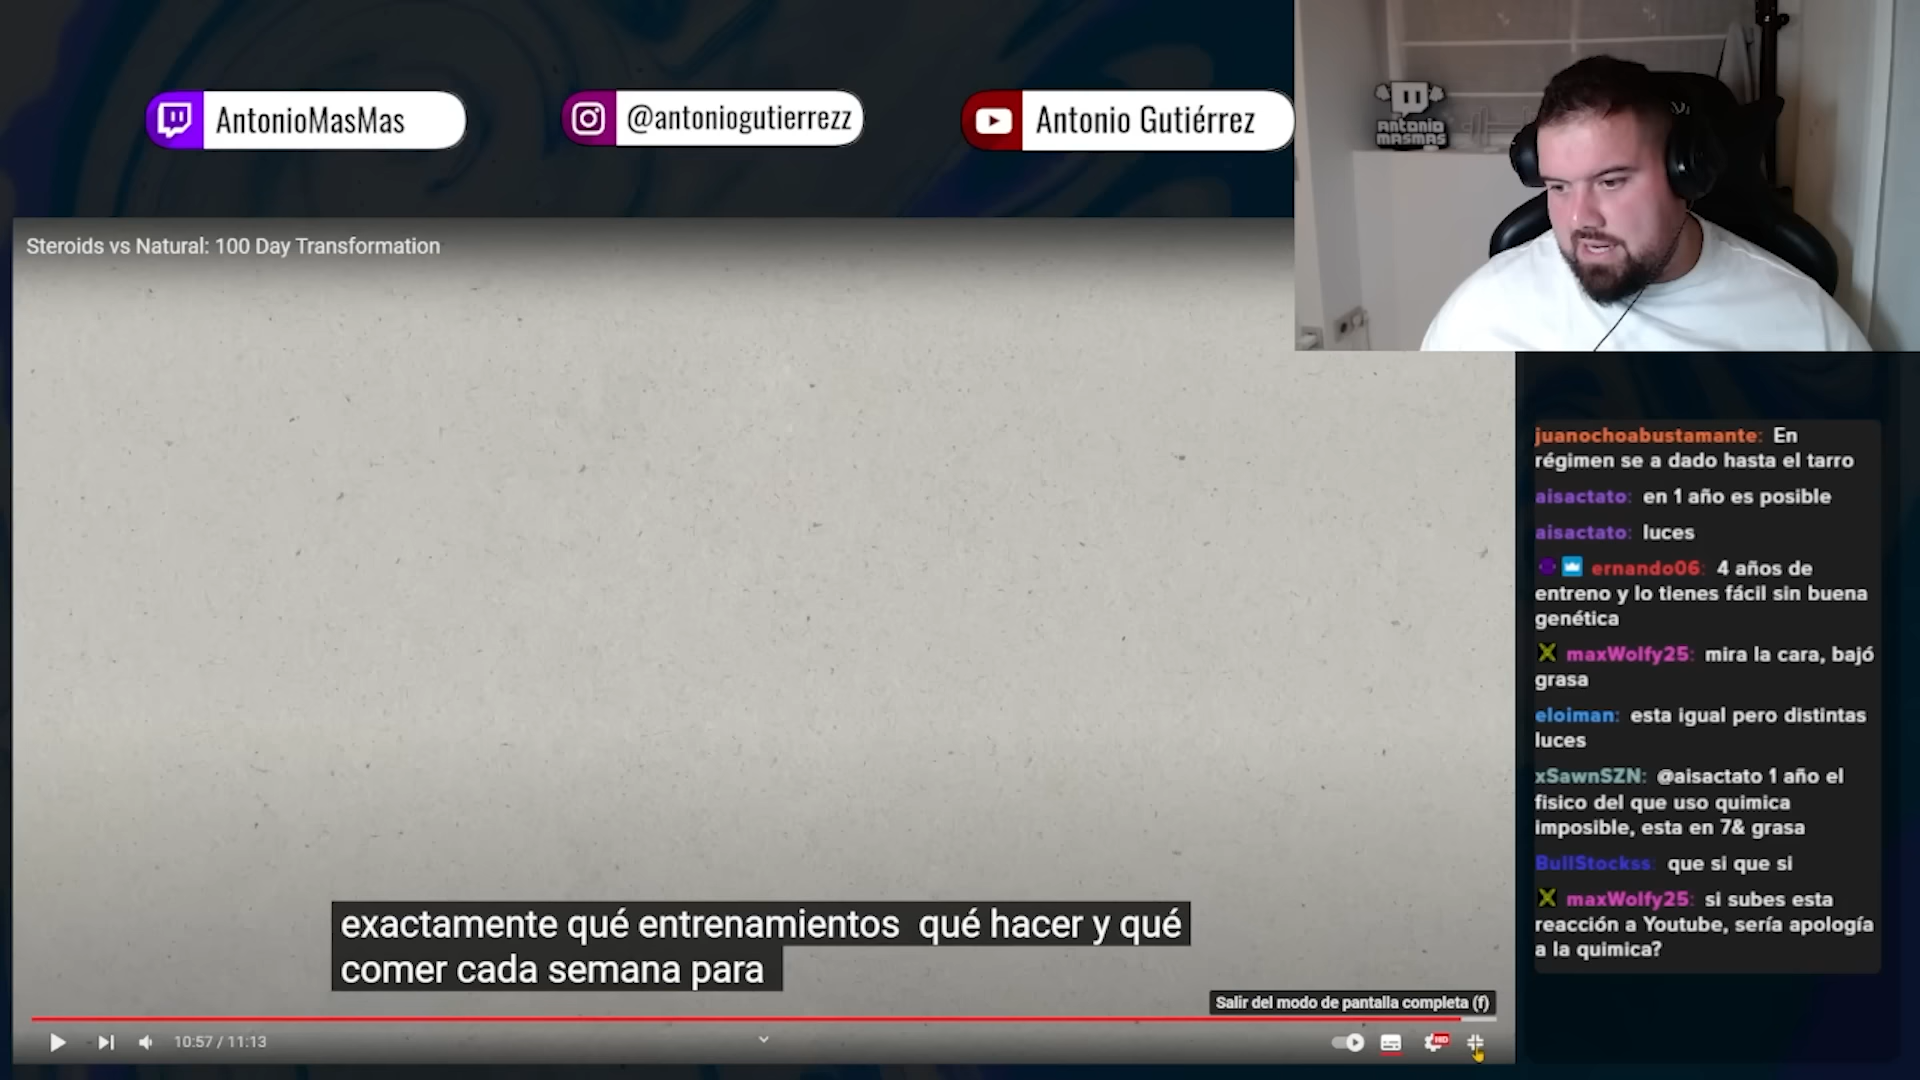 AntonioMasMas
@antoniogutierrezz
Antonio Gutiérrez
ANTONIO
MASMAS
Steroids vs Natural: 100 Day Transformation
juanochoabustamante: En
régimen se a dado hasta el tarro
aisactato: en 1 año es posible
aisactato: luces
ernando06: 4 años de
entreno y lo tienes fácil sin buena
genética
maxWolfy25: mira la cara, bajó
grasa
eloiman: esta igual pero distintas
luces
xSawnSZN: @aisactato 1 año el
fisico del que uso quimica
imposible, esta en 7& grasa
BullStockss: que si que si
maxWolfy25: si subes esta
reacción a Youtube, sería apología
a la quimica?
exactamente qué entrenamientos qué hacer y qué
comer cada semana para
Salir del modo de pantalla completa (f)
10:57 / 11:13
HD